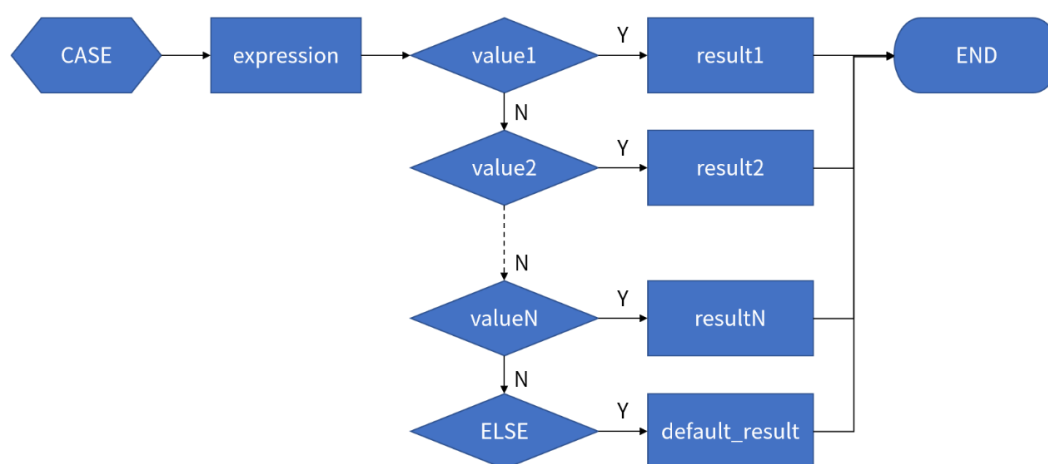 CASE
expression
value1
Y
result1
END
N
value2
Y
result2
N
valueN
Y
resultN
N
ELSE
Y
default_result